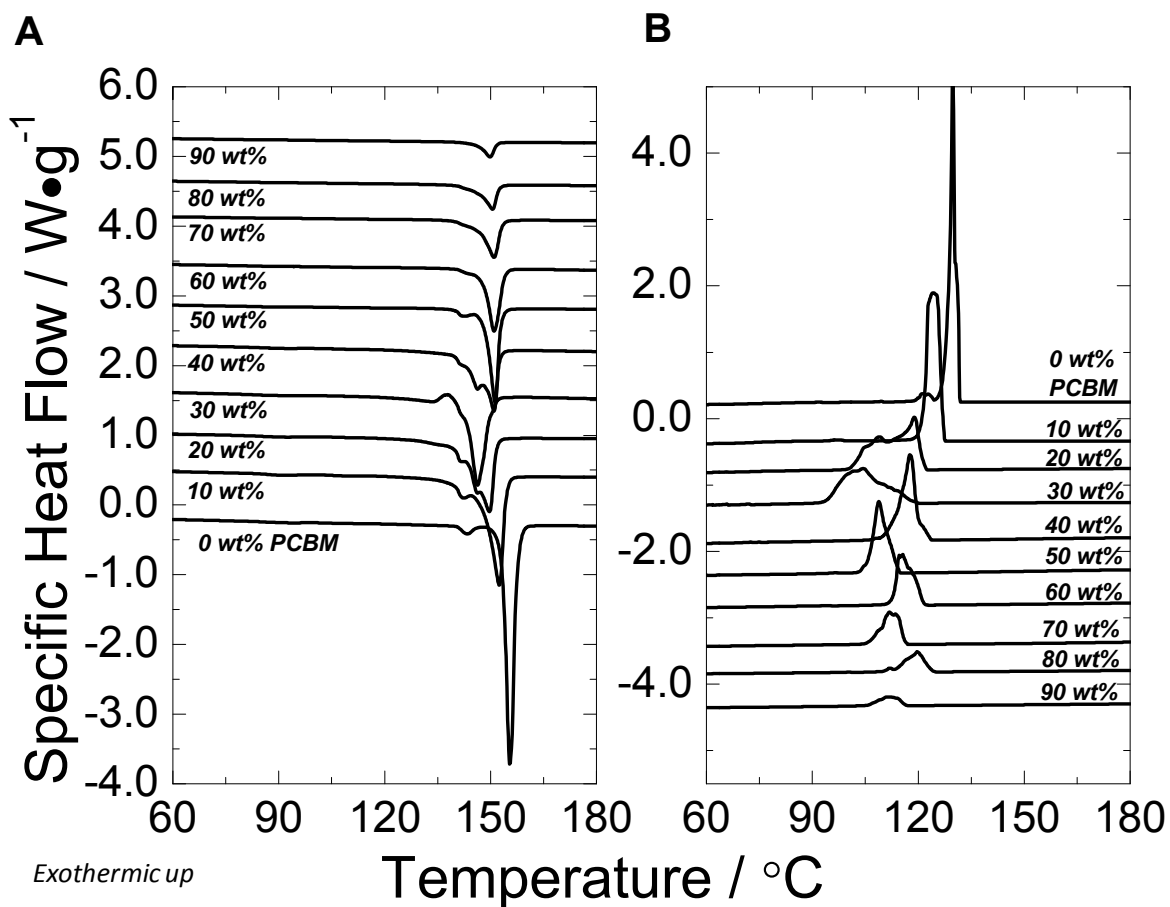 A
B
Specific Heat Flow / W●g-1
6.0
5.0
4.0
3.0
2.0
1.0
0.0
-1.0
-2.0
-3.0
-4.0
90 wt%
80 wt%
70 wt%
60 wt%
50 wt%
40 wt%
30 wt%
20 wt%
10 wt%
0 wt% PCBM
60 90 120 150 180
4.0
2.0
0.0
-2.0
-4.0
0 wt%
PCBM
10 wt%
20 wt%
30 wt%
40 wt%
50 wt%
60 wt%
70 wt%
80 wt%
90 wt%
60 90 120 150 180
Exothermic up
Temperature / °C